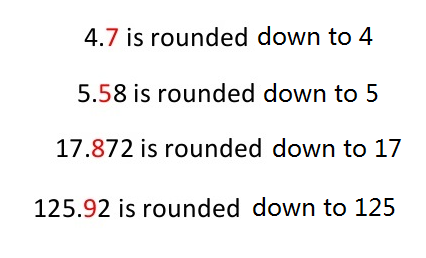 4.7 is rounded down to 4
5.58 is rounded down to 5
17.872 is rounded down to 17
125.92 is rounded down to 125